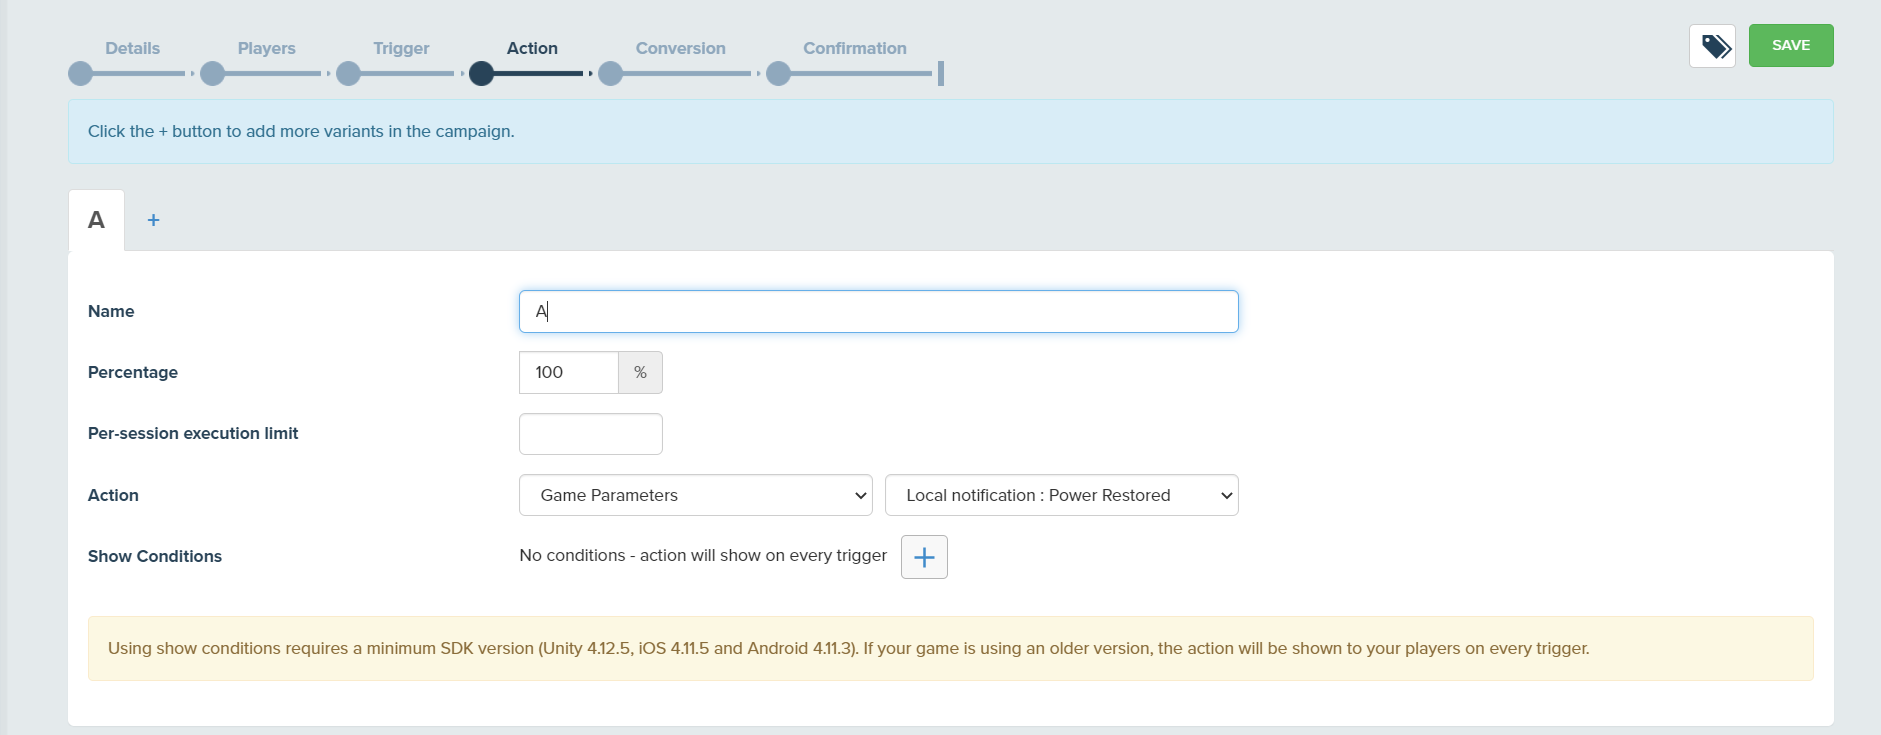 Details Players Trigger Action Conversion Confirmation
SAVE
Click the + button to add more variants in the campaign.
A +
Name A
Percentage 100 %
Per-session execution limit
Action Game Parameters Local notification : Power Restored
Show Conditions No conditions - action will show on every trigger +
Using show conditions requires a minimum SDK version (Unity 4.12.5, iOS 4.11.5 and Android 4.11.3). If your game is using an older version, the action will be shown to your players on every trigger.